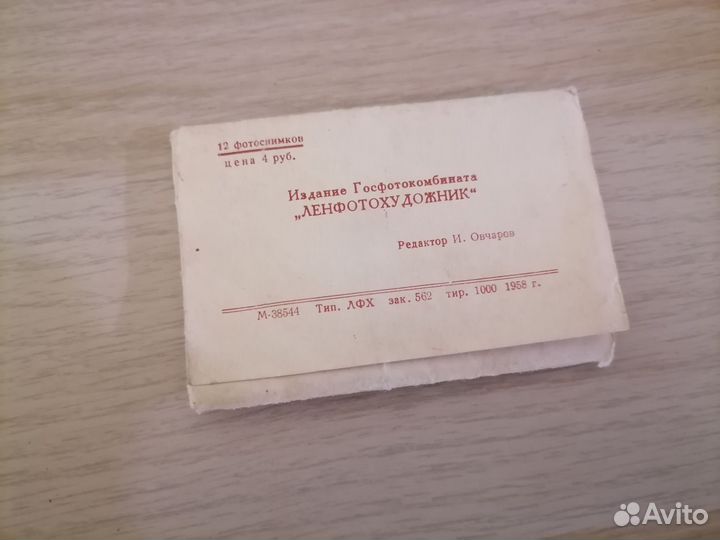 12 фотоснимков
цена 4 руб.
Издание Госфотокомбината
„ЛЕНФОТОХУДОЖНИК“
Редактор И. Овчаров
М-38544 Тип. ЛФХ зак. 562 тир. 1000 1958 г.
Avito